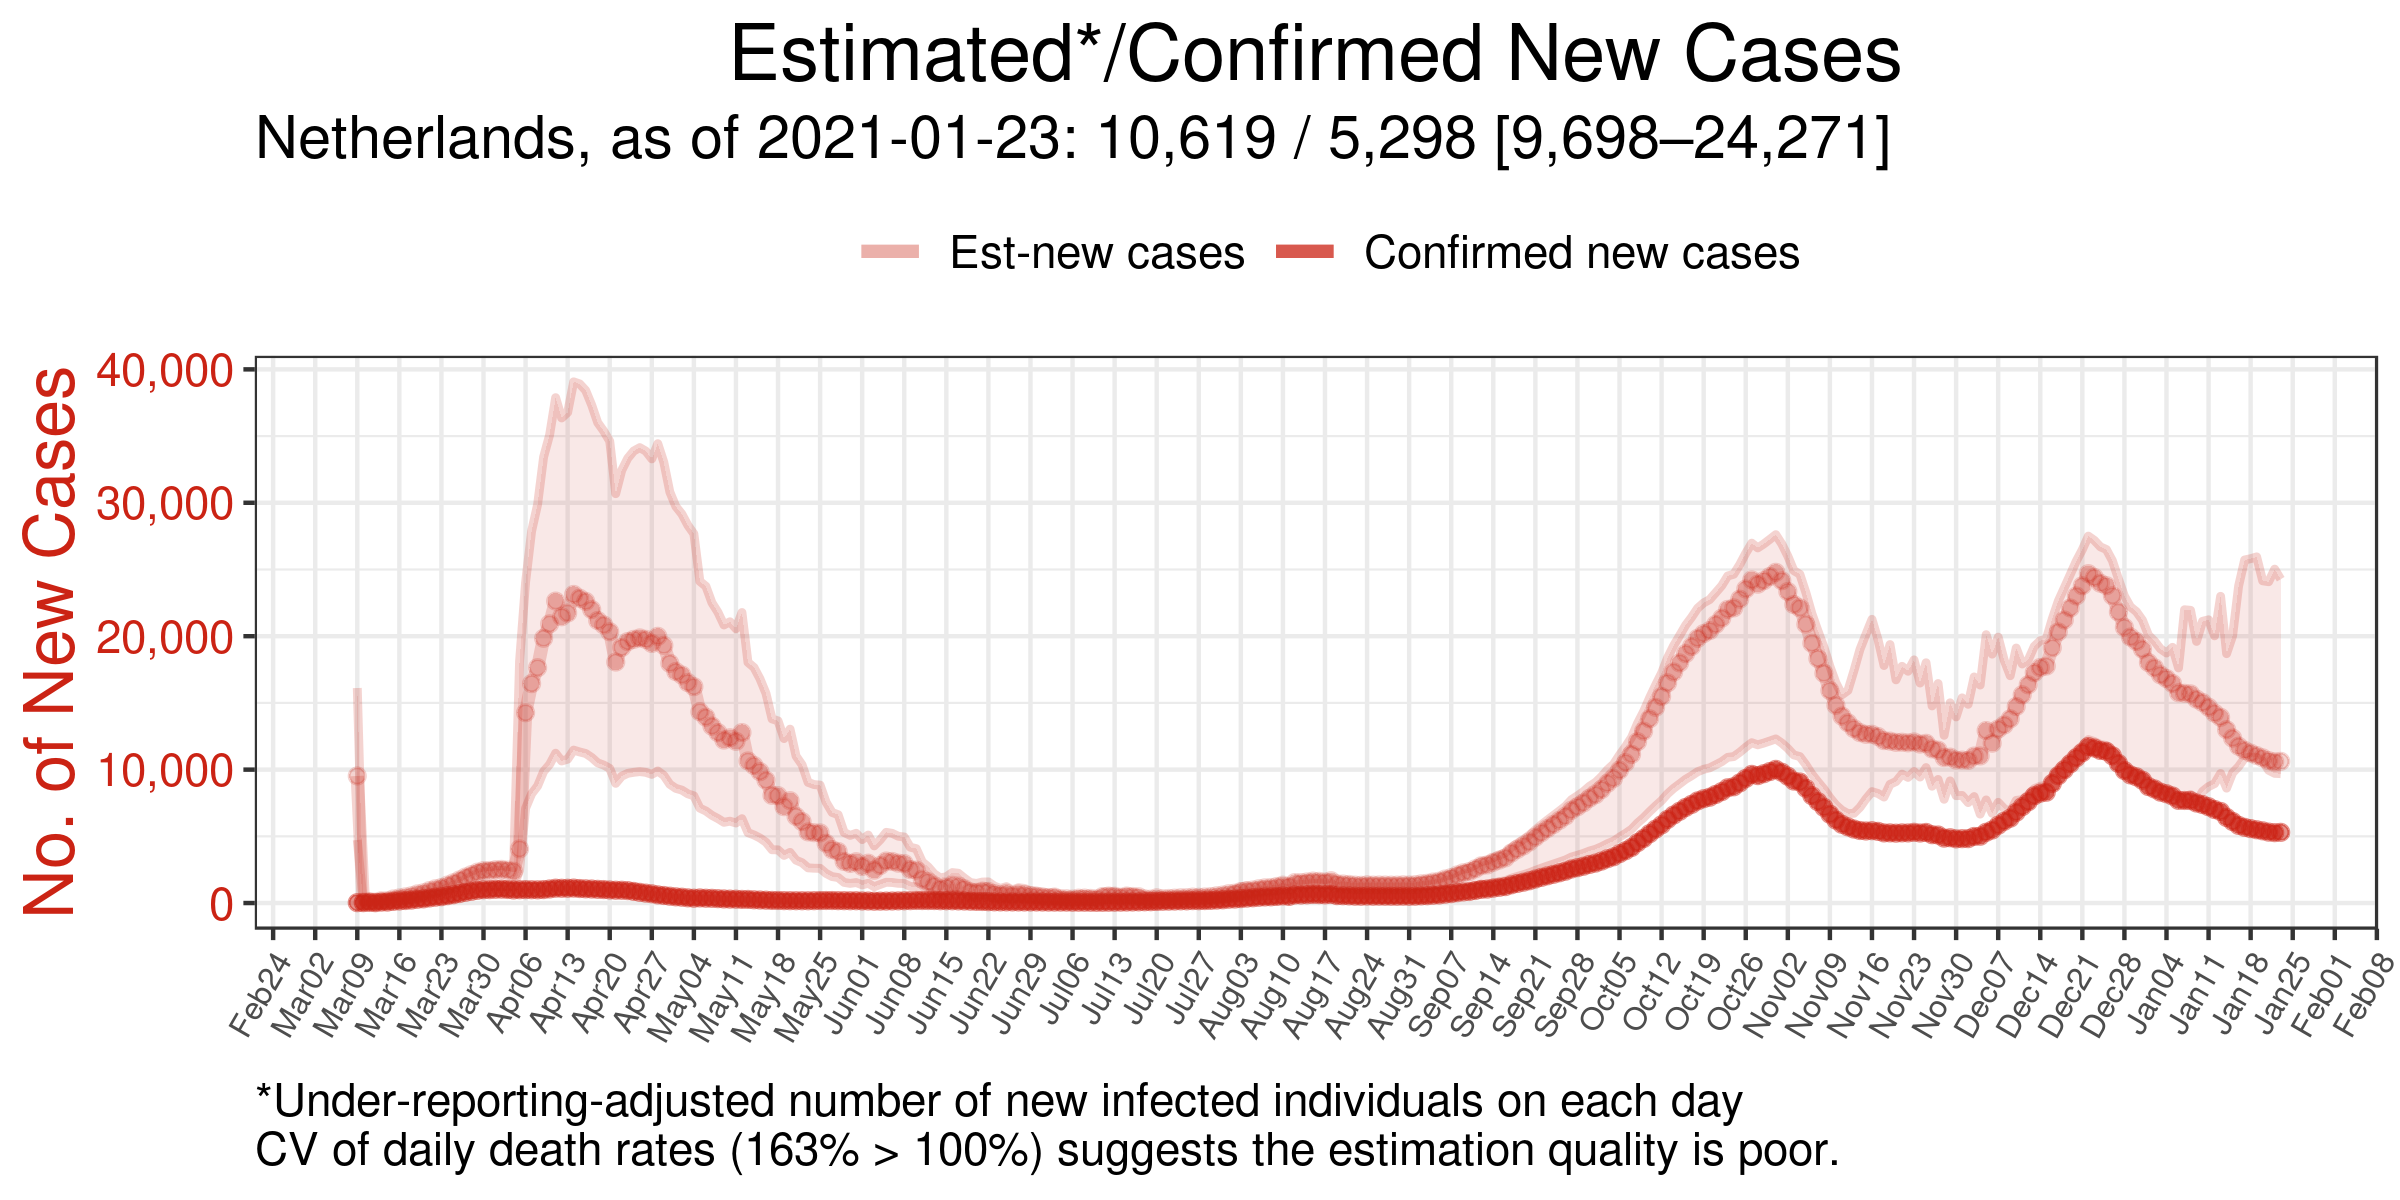 Estimated*/Confirmed New Cases
Netherlands, as of 2021-01-23: 10,619 / 5,298 [9,698–24,271]
Est-new cases Confirmed new cases
No. of New Cases
40,000
30,000
20,000
10,000
0
Feb24 Mar02 Mar09 Mar16 Mar23 Mar30 Apr06 Apr13 Apr20 Apr27 May04 May11 May18 May25 Jun01 Jun08 Jun15 Jun22 Jun29 Jul06 Jul13 Jul20 Jul27 Aug03 Aug10 Aug17 Aug24 Aug31 Sep07 Sep14 Sep21 Sep28 Oct05 Oct12 Oct19 Oct26 Nov02 Nov09 Nov16 Nov23 Nov30 Dec07 Dec14 Dec21 Dec28 Jan04 Jan11 Jan18 Jan25 Feb01 Feb08
*Under-reporting-adjusted number of new infected individuals on each day
CV of daily death rates (163% > 100%) suggests the estimation quality is poor.